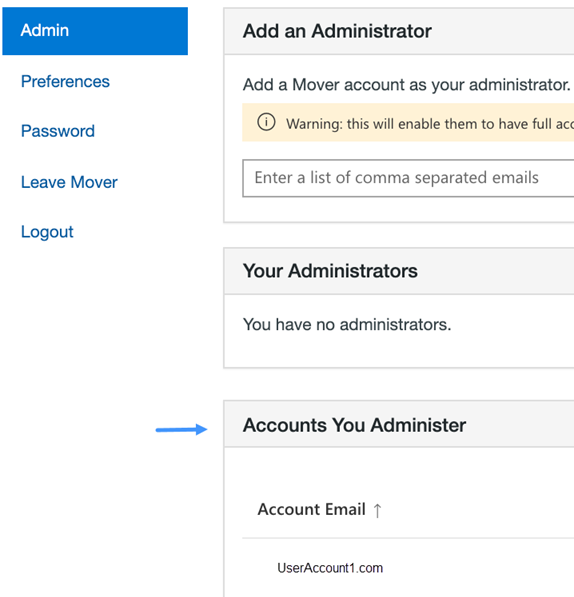 Admin
Preferences
Password
Leave Mover
Logout
Add an Administrator
Add a Mover account as your administrator.
Warning: this will enable them to have full acc
Enter a list of comma separated emails
Your Administrators
You have no administrators.
Accounts You Administer
Account Email ↑
UserAccount1.com